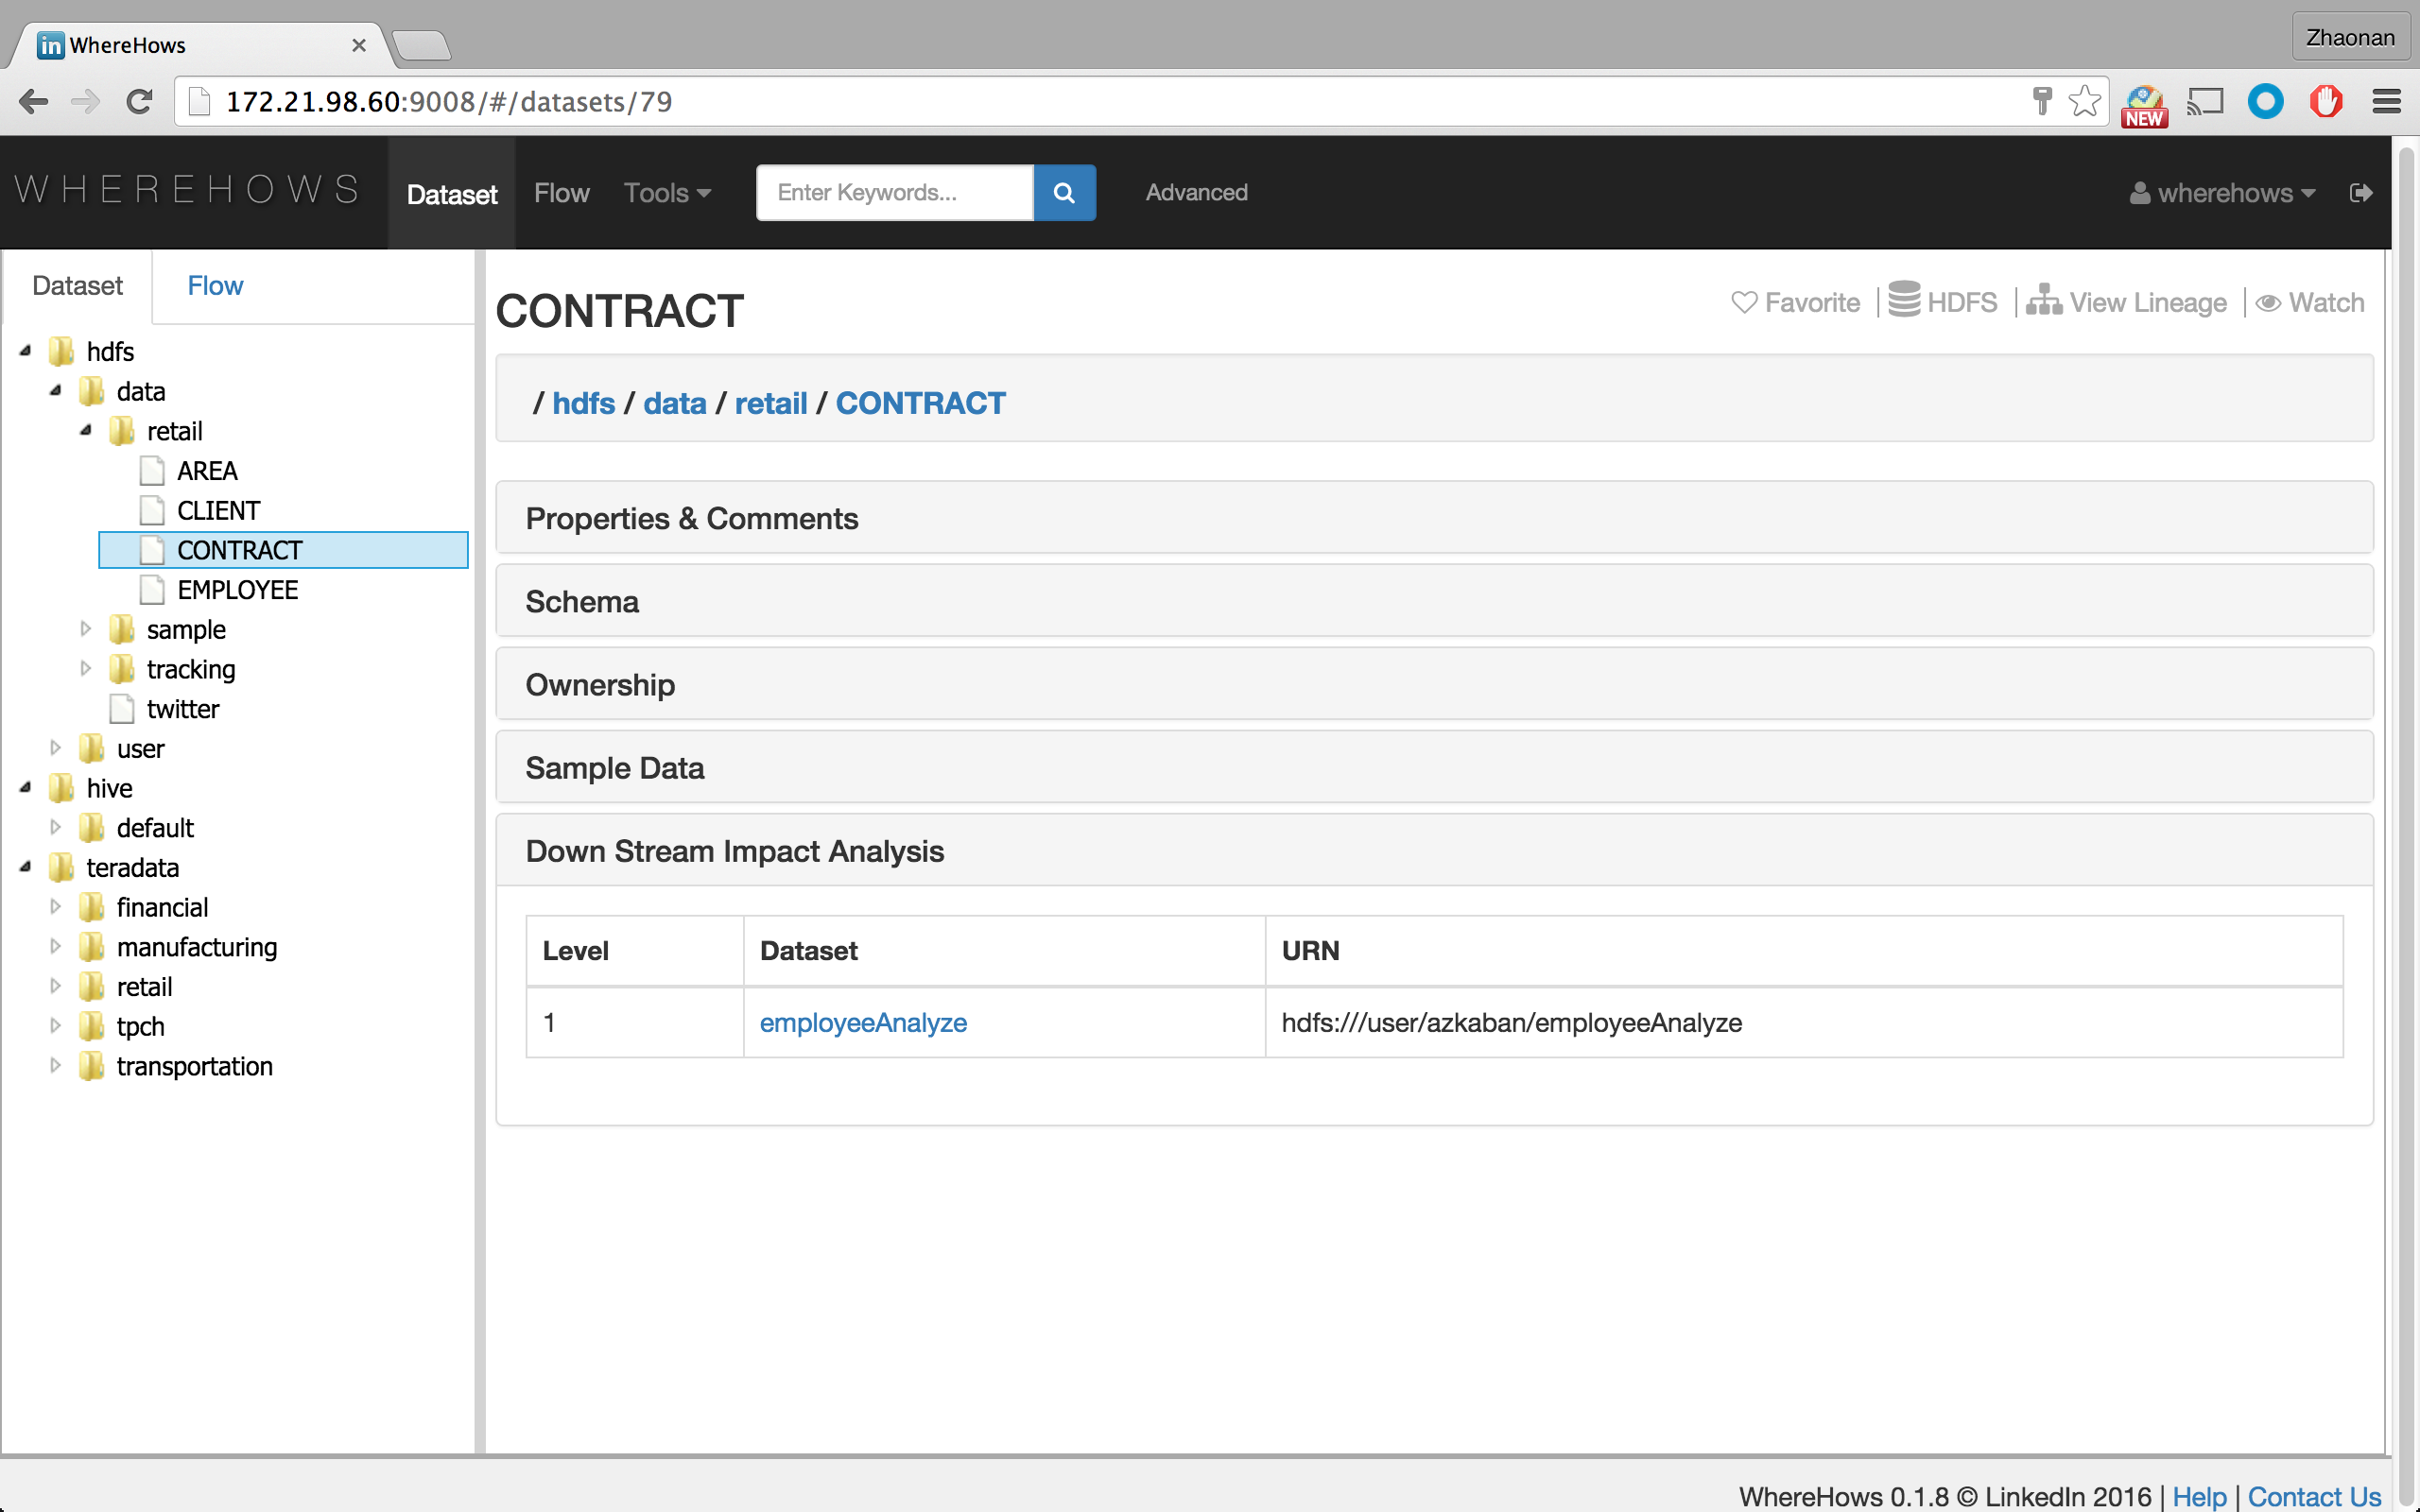 WhereHows
Zhaonan
172.21.98.60:9008/#/datasets/79
NEW
WHEREHOWS Dataset Flow Tools Enter Keywords... Advanced wherehows
Dataset Flow
hdfs
data
retail
AREA
CLIENT
CONTRACT
EMPLOYEE
sample
tracking
twitter
user
hive
default
teradata
financial
manufacturing
retail
tpch
transportation
CONTRACT
Favorite | HDFS | View Lineage | Watch
/ hdfs / data / retail / CONTRACT
Properties & Comments
Schema
Ownership
Sample Data
Down Stream Impact Analysis
Level Dataset URN
1 employeeAnalyze hdfs:///user/azkaban/employeeAnalyze
WhereHows 0.1.8 © LinkedIn 2016 | Help | Contact Us